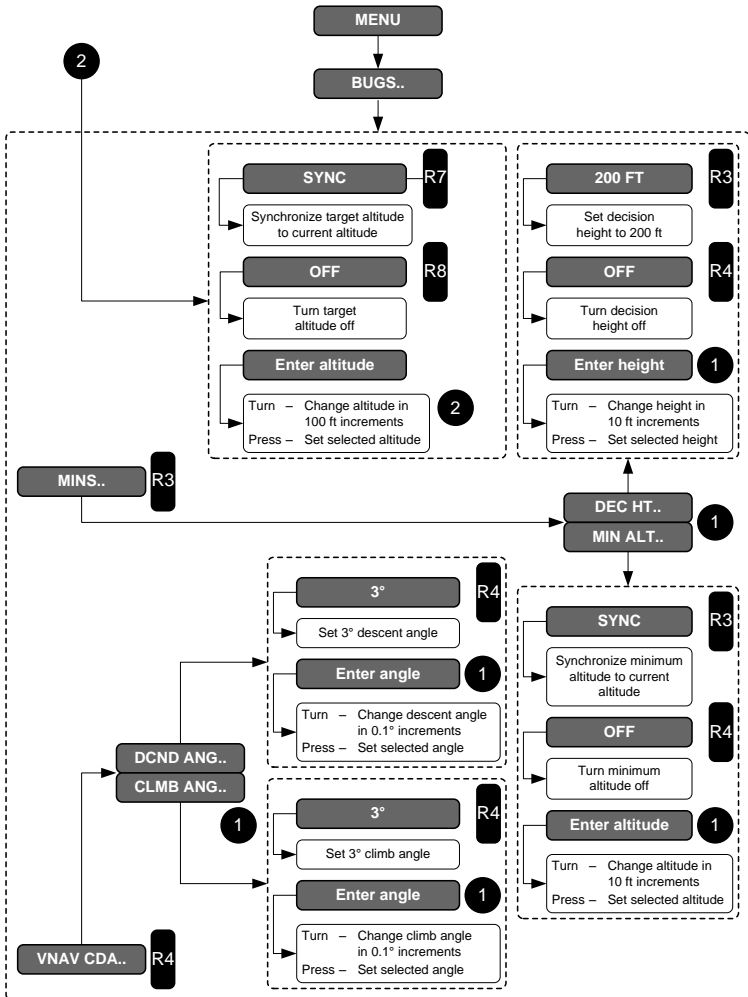 MENU
2
BUGS..
SYNC
R7
Synchronize target altitude
to current altitude
OFF
R8
Turn target
altitude off
Enter altitude
Turn – Change altitude in
100 ft increments
Press – Set selected altitude
2
200 FT
R3
Set decision
height to 200 ft
OFF
R4
Turn decision
height off
Enter height
1
Turn – Change height in
10 ft increments
Press – Set selected height
MINS..
R3
DEC HT..
MIN ALT..
1
3°
R4
Set 3° descent angle
Enter angle
1
Turn – Change descent angle
in 0.1° increments
Press – Set selected angle
SYNC
R3
Synchronize minimum
altitude to current
altitude
OFF
R4
Turn minimum
altitude off
Enter altitude
1
Turn – Change altitude in
10 ft increments
Press – Set selected altitude
DCND ANG..
CLMB ANG..
1
3°
R4
Set 3° climb angle
Enter angle
1
Turn – Change climb angle
in 0.1° increments
Press – Set selected angle
VNAV CDA..
R4